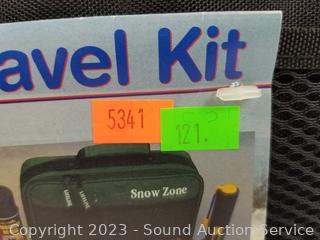 avel Kit
5341
121.
Snow Zone
Copyright 2023 - Sound Auction Service